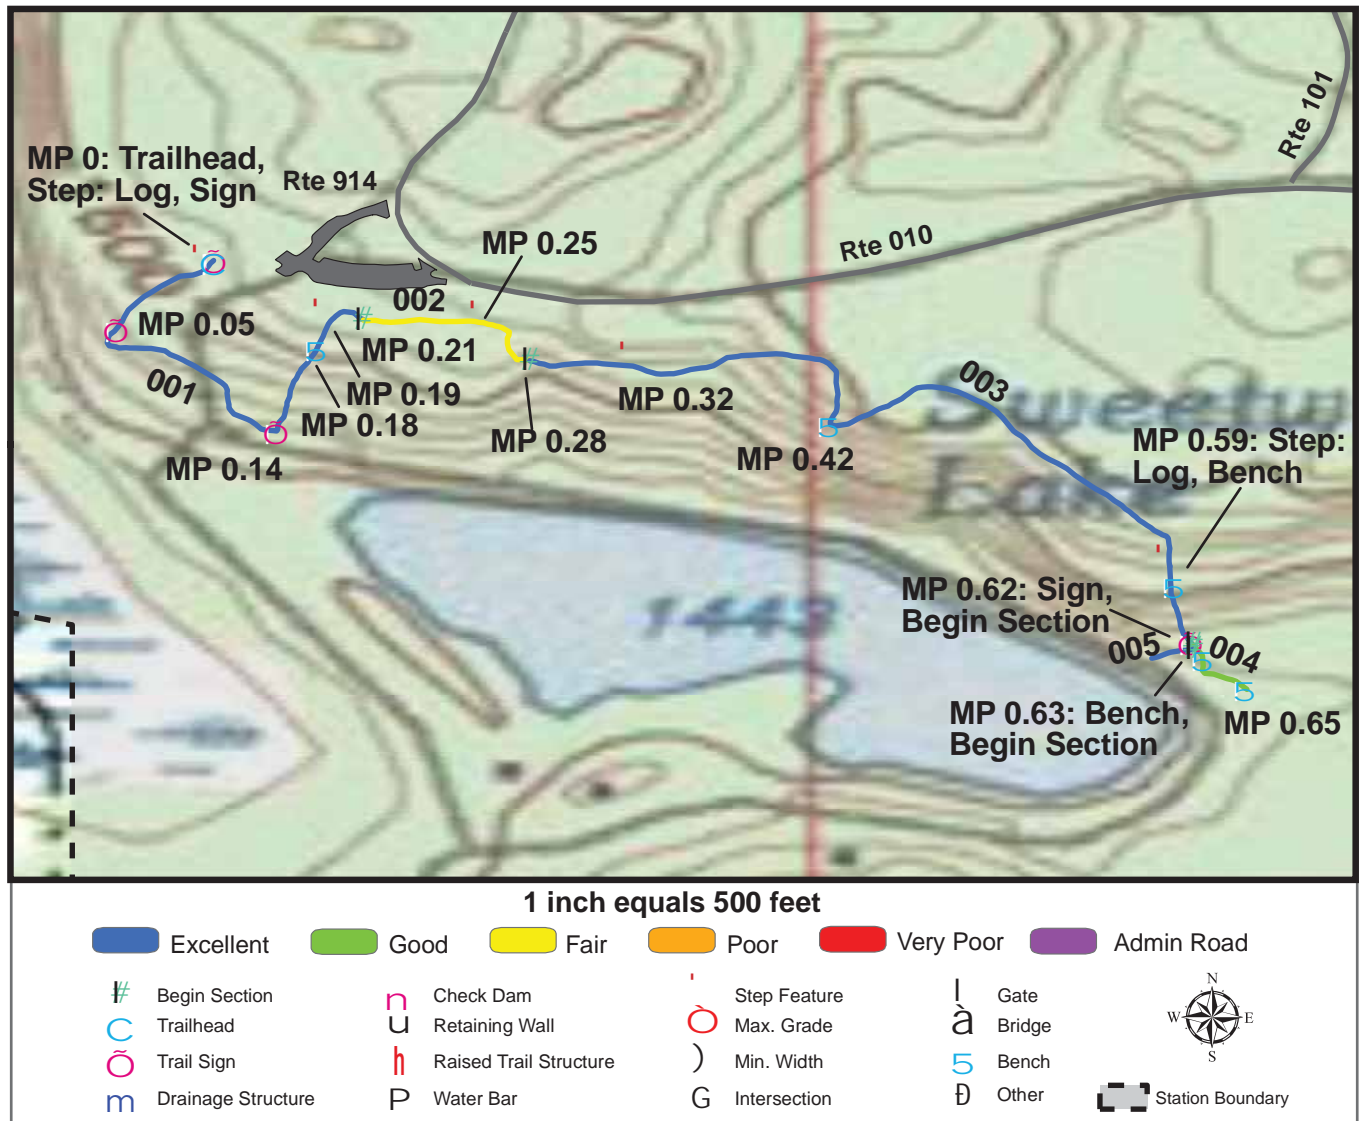 MP 0: Trailhead,
Step: Log, Sign
Rte 914
Rte 101
Rte 010
MP 0.25
002
MP 0.05
MP 0.21
001
MP 0.19
MP 0.18
MP 0.14
MP 0.32
MP 0.28
MP 0.42
003
Sweetw
Lake
MP 0.59: Step:
Log, Bench
1443
MP 0.62: Sign,
Begin Section
005
004
MP 0.63: Bench,
Begin Section
MP 0.65
1 inch equals 500 feet
Excellent
Good
Fair
Poor
Very Poor
Admin Road
# Begin Section
n Check Dam
' Step Feature
l Gate
C Trailhead
u Retaining Wall
Ò Max. Grade
à Bridge
Õ Trail Sign
h Raised Trail Structure
) Min. Width
5 Bench
m Drainage Structure
P Water Bar
G Intersection
Ð Other
Station Boundary
N
W E
S